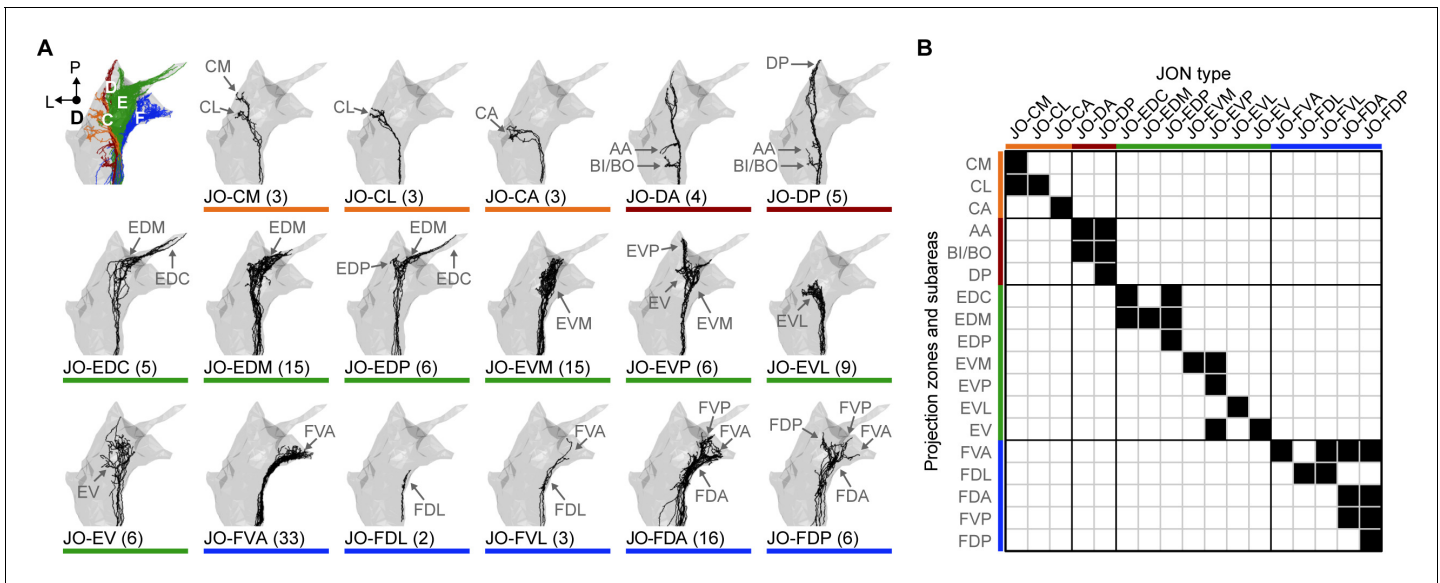 A
P
L
D
D
E
C
F
CM
CL
JO-CM (3)
CL
JO-CL (3)
CA
JO-CA (3)
AA
BI/BO
JO-DA (4)
DP
AA
BI/BO
JO-DP (5)
EDM
EDC
JO-EDC (5)
EDM
JO-EDM (15)
EDM
EDP
EDC
JO-EDP (6)
EVM
JO-EVM (15)
EVP
EV
EVM
JO-EVP (6)
EVL
JO-EVL (9)
EV
JO-EV (6)
FVA
JO-FVA (33)
FDL
JO-FDL (2)
FVA
FDL
JO-FVL (3)
FVP
FVA
FDA
JO-FDA (16)
FVP
FDP
FVA
FDA
JO-FDP (6)
B
JON type
JO-CM
JO-CL
JO-CA
JO-DA
JO-DP
JO-EDC
JO-EDM
JO-EDP
JO-EVM
JO-EVP
JO-EVL
JO-EV
JO-FVA
JO-FDL
JO-FVL
JO-FDA
JO-FDP
Projection zones and subareas
CM
CL
CA
AA
BI/BO
DP
EDC
EDM
EDP
EVM
EVP
EVL
EV
FVA
FDL
FDA
FVP
FDP